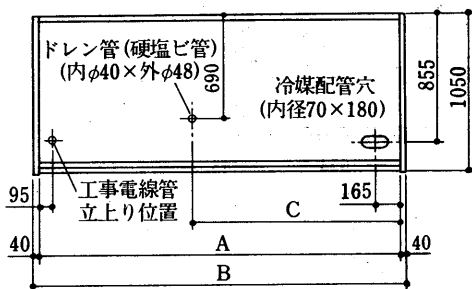 ドレン管(硬塩ビ管)
(内φ40×外φ48)
690
冷媒配管穴
(内径70×180)
855
1050
95
工事電線管
立上り位置
165
C
40
A
40
B